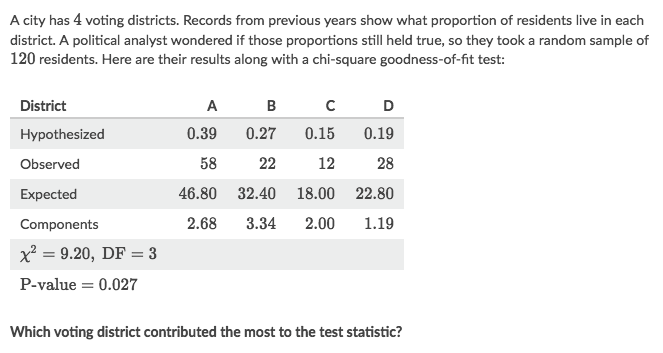 A city has 4 voting districts. Records from previous years show what proportion of residents live in each
district. A political analyst wondered if those proportions still held true, so they took a random sample of
120 residents. Here are their results along with a chi-square goodness-of-fit test:
District A B C D
Hypothesized 0.39 0.27 0.15 0.19
Observed 58 22 12 28
Expected 46.80 32.40 18.00 22.80
Components 2.68 3.34 2.00 1.19
χ² = 9.20, DF = 3
P-value = 0.027
Which voting district contributed the most to the test statistic?